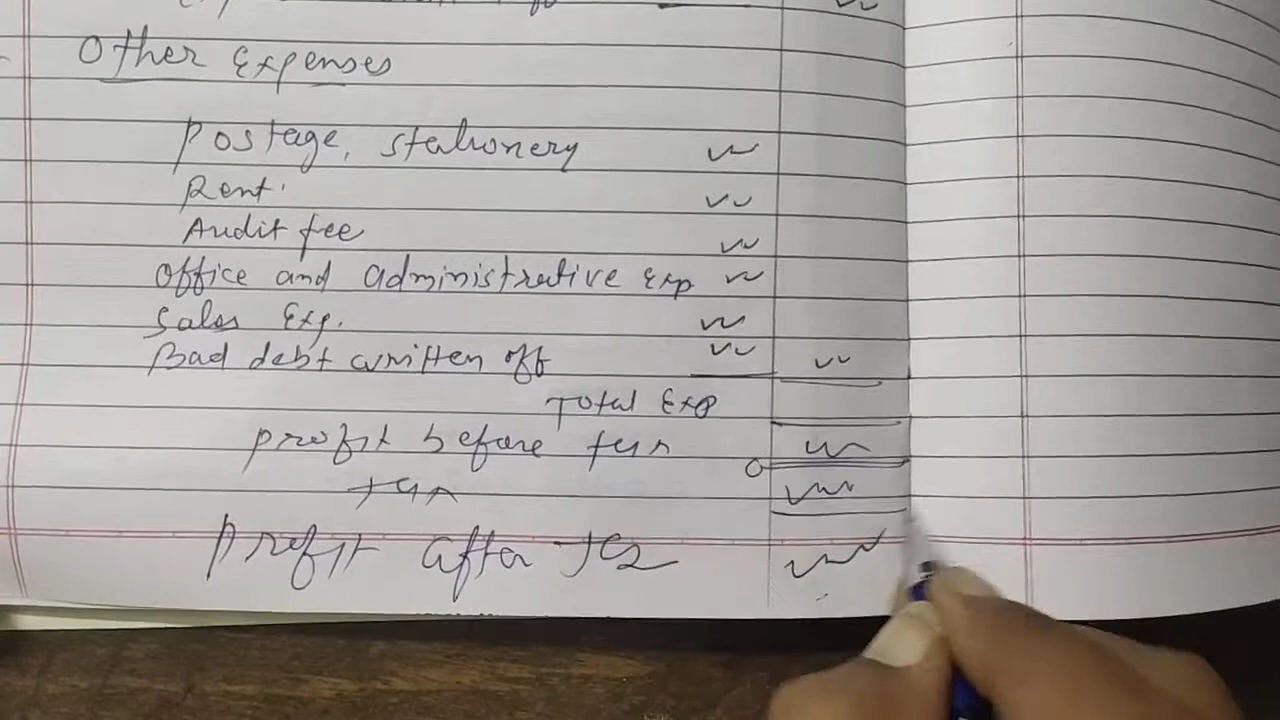 Other Expenses
Postage, stationery
Rent.
Audit fee
Office and administrative Exp
Sales Exp.
Bad debt written off
Total Exp
Profit before tax
tax
Profit after tax